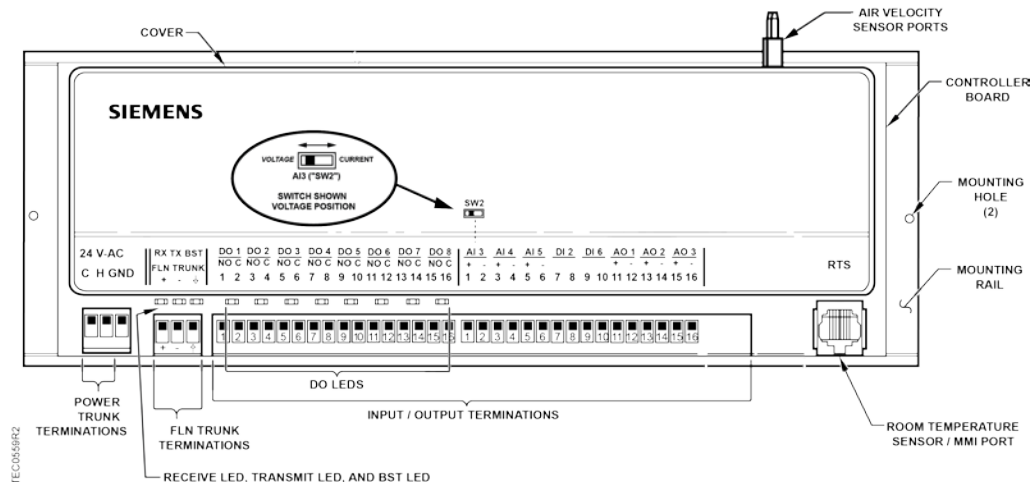 AIR VELOCITY
SENSOR PORTS
COVER
CONTROLLER
BOARD
SIEMENS
VOLTAGE
CURRENT
AI3 ("SW2")
SWITCH SHOWN
VOLTAGE POSITION
SW2
MOUNTING
HOLE
(2)
24 V-AC
C H GND
RX TX BST
FLN TRUNK
+ - ⏚
DO 1 DO 2 DO 3 DO 4 DO 5 DO 6 DO 7 DO 8
NO C NO C NO C NO C NO C NO C NO C NO C
1 2 3 4 5 6 7 8 9 10 11 12 13 14 15 16
AI 3 AI 4 AI 5 DI 2 DI 6 AO 1 AO 2 AO 3
+ - + - + - + - + - + -
1 2 3 4 5 6 7 8 9 10 11 12 13 14 15 16
RTS
MOUNTING
RAIL
+ - ⏚
1 2 3 4 5 6 7 8 9 10 11 12 13 14 15 16
1 2 3 4 5 6 7 8 9 10 11 12 13 14 15 16
DO LEDS
POWER
TRUNK
TERMINATIONS
FLN TRUNK
TERMINATIONS
INPUT / OUTPUT TERMINATIONS
ROOM TEMPERATURE
SENSOR / MMI PORT
RECEIVE LED, TRANSMIT LED, AND BST LED
TEC0559R2